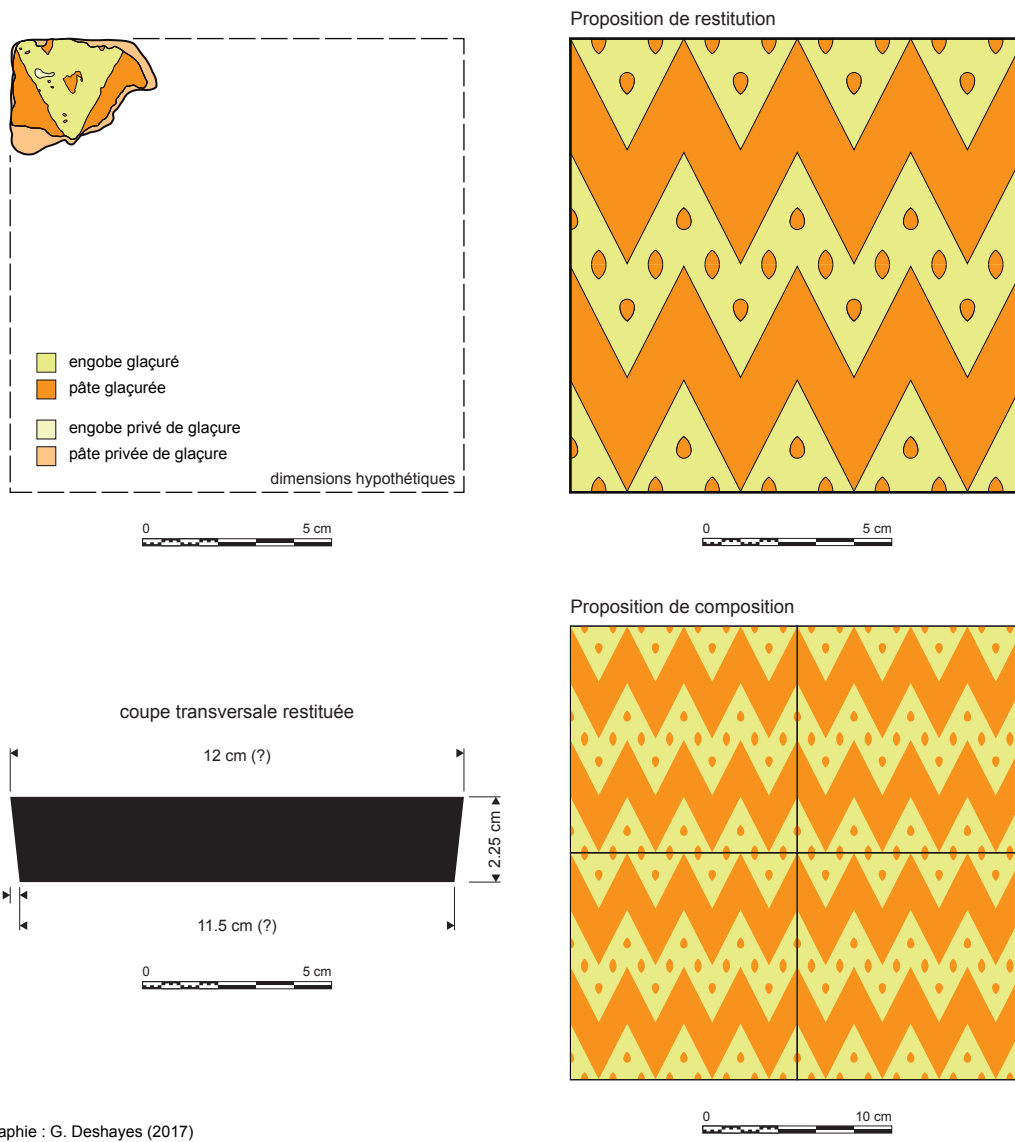 Proposition de restitution
engobe glaçuré
pâte glaçurée
engobe privé de glaçure
pâte privée de glaçure
dimensions hypothétiques
0 5 cm
0 5 cm
Proposition de composition
coupe transversale restituée
12 cm (?)
2.25 cm
11.5 cm (?)
0 5 cm
0 10 cm
aphie : G. Deshayes (2017)